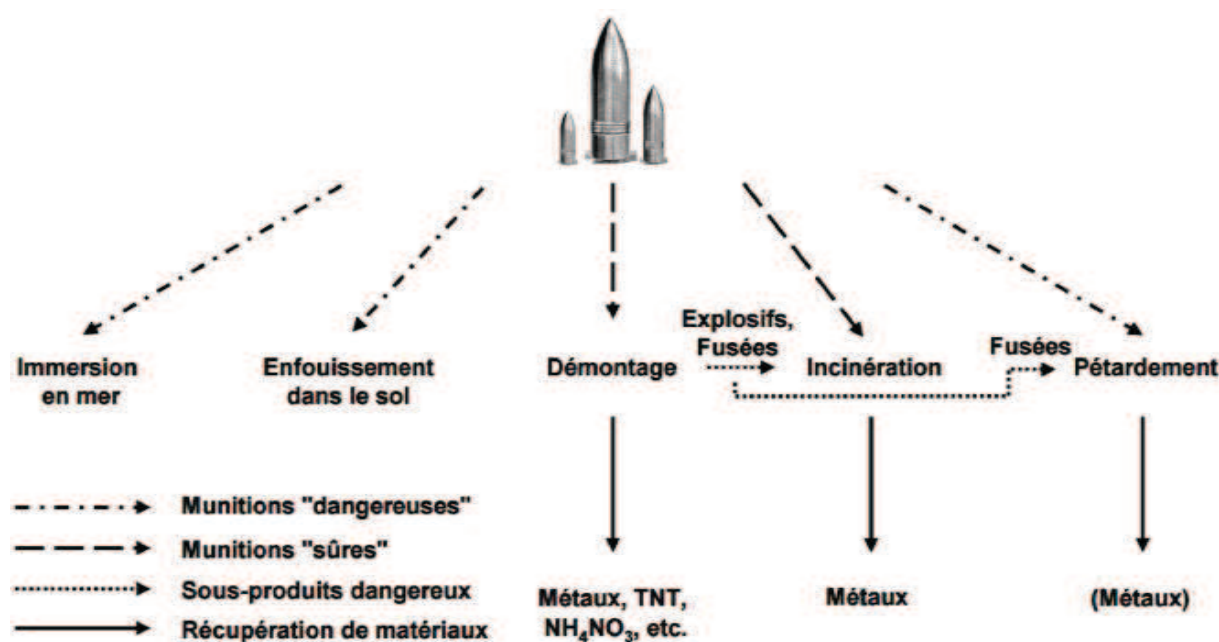 Explosifs,
Fusées
Fusées
Immersion
en mer
Enfouissement
dans le sol
Démontage
Incinération
Pétardement
Munitions "dangereuses"
Munitions "sûres"
Sous-produits dangereux
Récupération de matériaux
Métaux, TNT,
NH₄NO₃, etc.
Métaux
(Métaux)